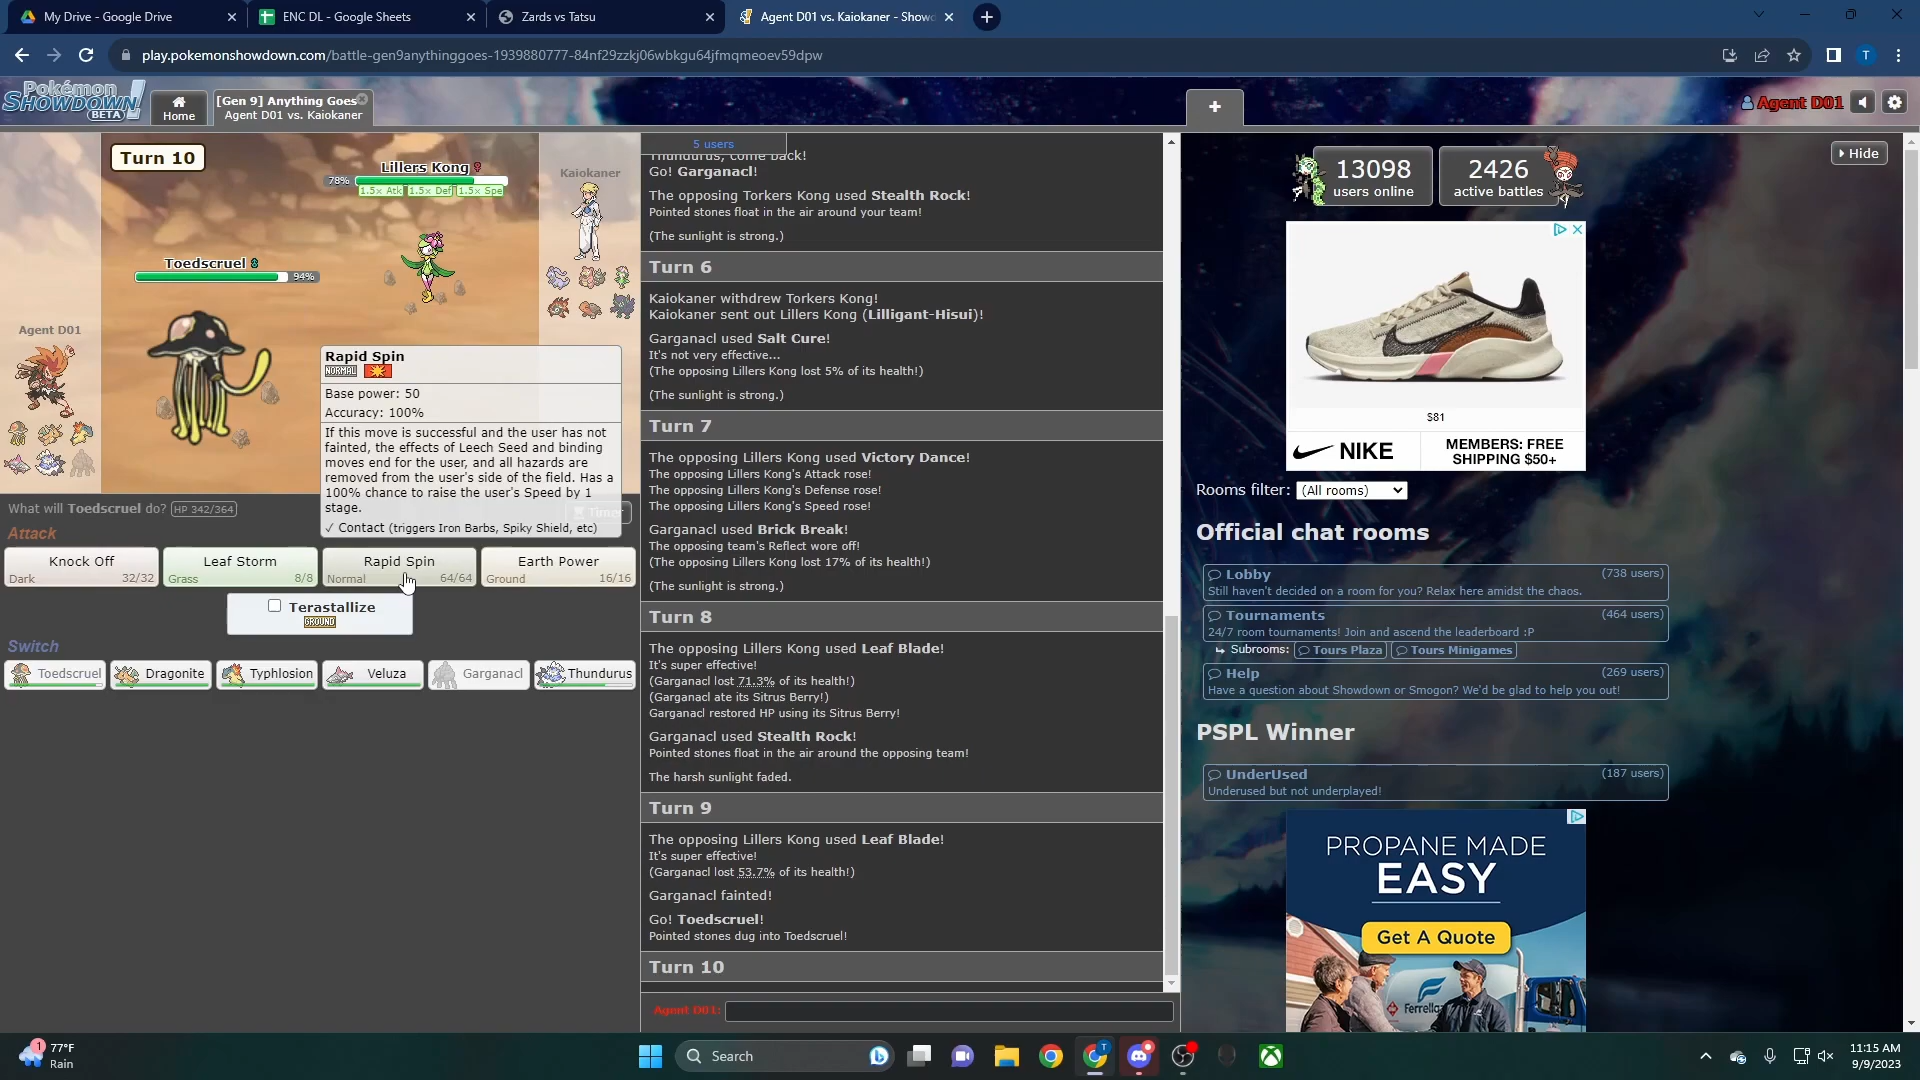 My Drive - Google Drive
ENC DL - Google Sheets
Zards vs Tatsu
Agent D01 vs. Kaiokaner - Showd
play.pokemonshowdown.com/battle-gen9anythinggoes-1939880777-84nf29zzkj06wbkgu64jfmqmeoev59dpw
T
Pokémon
SHOWDOWN!
BETA
Home
[Gen 9] Anything Goes
Agent D01 vs. Kaiokaner
Agent D01
Turn 10
Lillers Kong
78%
1.5× Atk 1.5× Def 1.5× Spe
Kaiokaner
Toedscruel
94%
Agent D01
Rapid Spin
NORMAL
Base power: 50
Accuracy: 100%
If this move is successful and the user has not
fainted, the effects of Leech Seed and binding
moves end for the user, and all hazards are
removed from the user's side of the field. Has a
100% chance to raise the user's Speed by 1
stage.
✓ Contact (triggers Iron Barbs, Spiky Shield, etc)
What will Toedscruel do? HP 342/364
Timer
Attack
Knock Off
Dark 32/32
Leaf Storm
Grass 8/8
Rapid Spin
Normal 64/64
Earth Power
Ground 16/16
Terastallize
GROUND
Switch
Toedscruel
Dragonite
Typhlosion
Veluza
Garganacl
Thundurus
5 users
Thundurus, come back!
Go! Garganacl!
The opposing Torkers Kong used Stealth Rock!
Pointed stones float in the air around your team!
(The sunlight is strong.)
Turn 6
Kaiokaner withdrew Torkers Kong!
Kaiokaner sent out Lillers Kong (Lilligant-Hisui)!
Garganacl used Salt Cure!
It's not very effective...
(The opposing Lillers Kong lost 5% of its health!)
(The sunlight is strong.)
Turn 7
The opposing Lillers Kong used Victory Dance!
The opposing Lillers Kong's Attack rose!
The opposing Lillers Kong's Defense rose!
The opposing Lillers Kong's Speed rose!
Garganacl used Brick Break!
The opposing team's Reflect wore off!
(The opposing Lillers Kong lost 17% of its health!)
(The sunlight is strong.)
Turn 8
The opposing Lillers Kong used Leaf Blade!
It's super effective!
(Garganacl lost 71.3% of its health!)
(Garganacl ate its Sitrus Berry!)
Garganacl restored HP using its Sitrus Berry!
Garganacl used Stealth Rock!
Pointed stones float in the air around the opposing team!
The harsh sunlight faded.
Turn 9
The opposing Lillers Kong used Leaf Blade!
It's super effective!
(Garganacl lost 53.7% of its health!)
Garganacl fainted!
Go! Toedscruel!
Pointed stones dug into Toedscruel!
Turn 10
Agent D01:
13098
users online
2426
active battles
Hide
$81
NIKE
MEMBERS: FREE
SHIPPING $50+
Rooms filter: (All rooms)
Official chat rooms
Lobby (738 users)
Still haven't decided on a room for you? Relax here amidst the chaos.
Tournaments (464 users)
24/7 room tournaments! Join and ascend the leaderboard :P
Subrooms: Tours Plaza Tours Minigames
Help (269 users)
Have a question about Showdown or Smogon? We'd be glad to help you out!
PSPL Winner
UnderUsed (187 users)
Underused but not underplayed!
PROPANE MADE
EASY
Get A Quote
1
77°F
Rain
Search
T
11:15 AM
9/9/2023